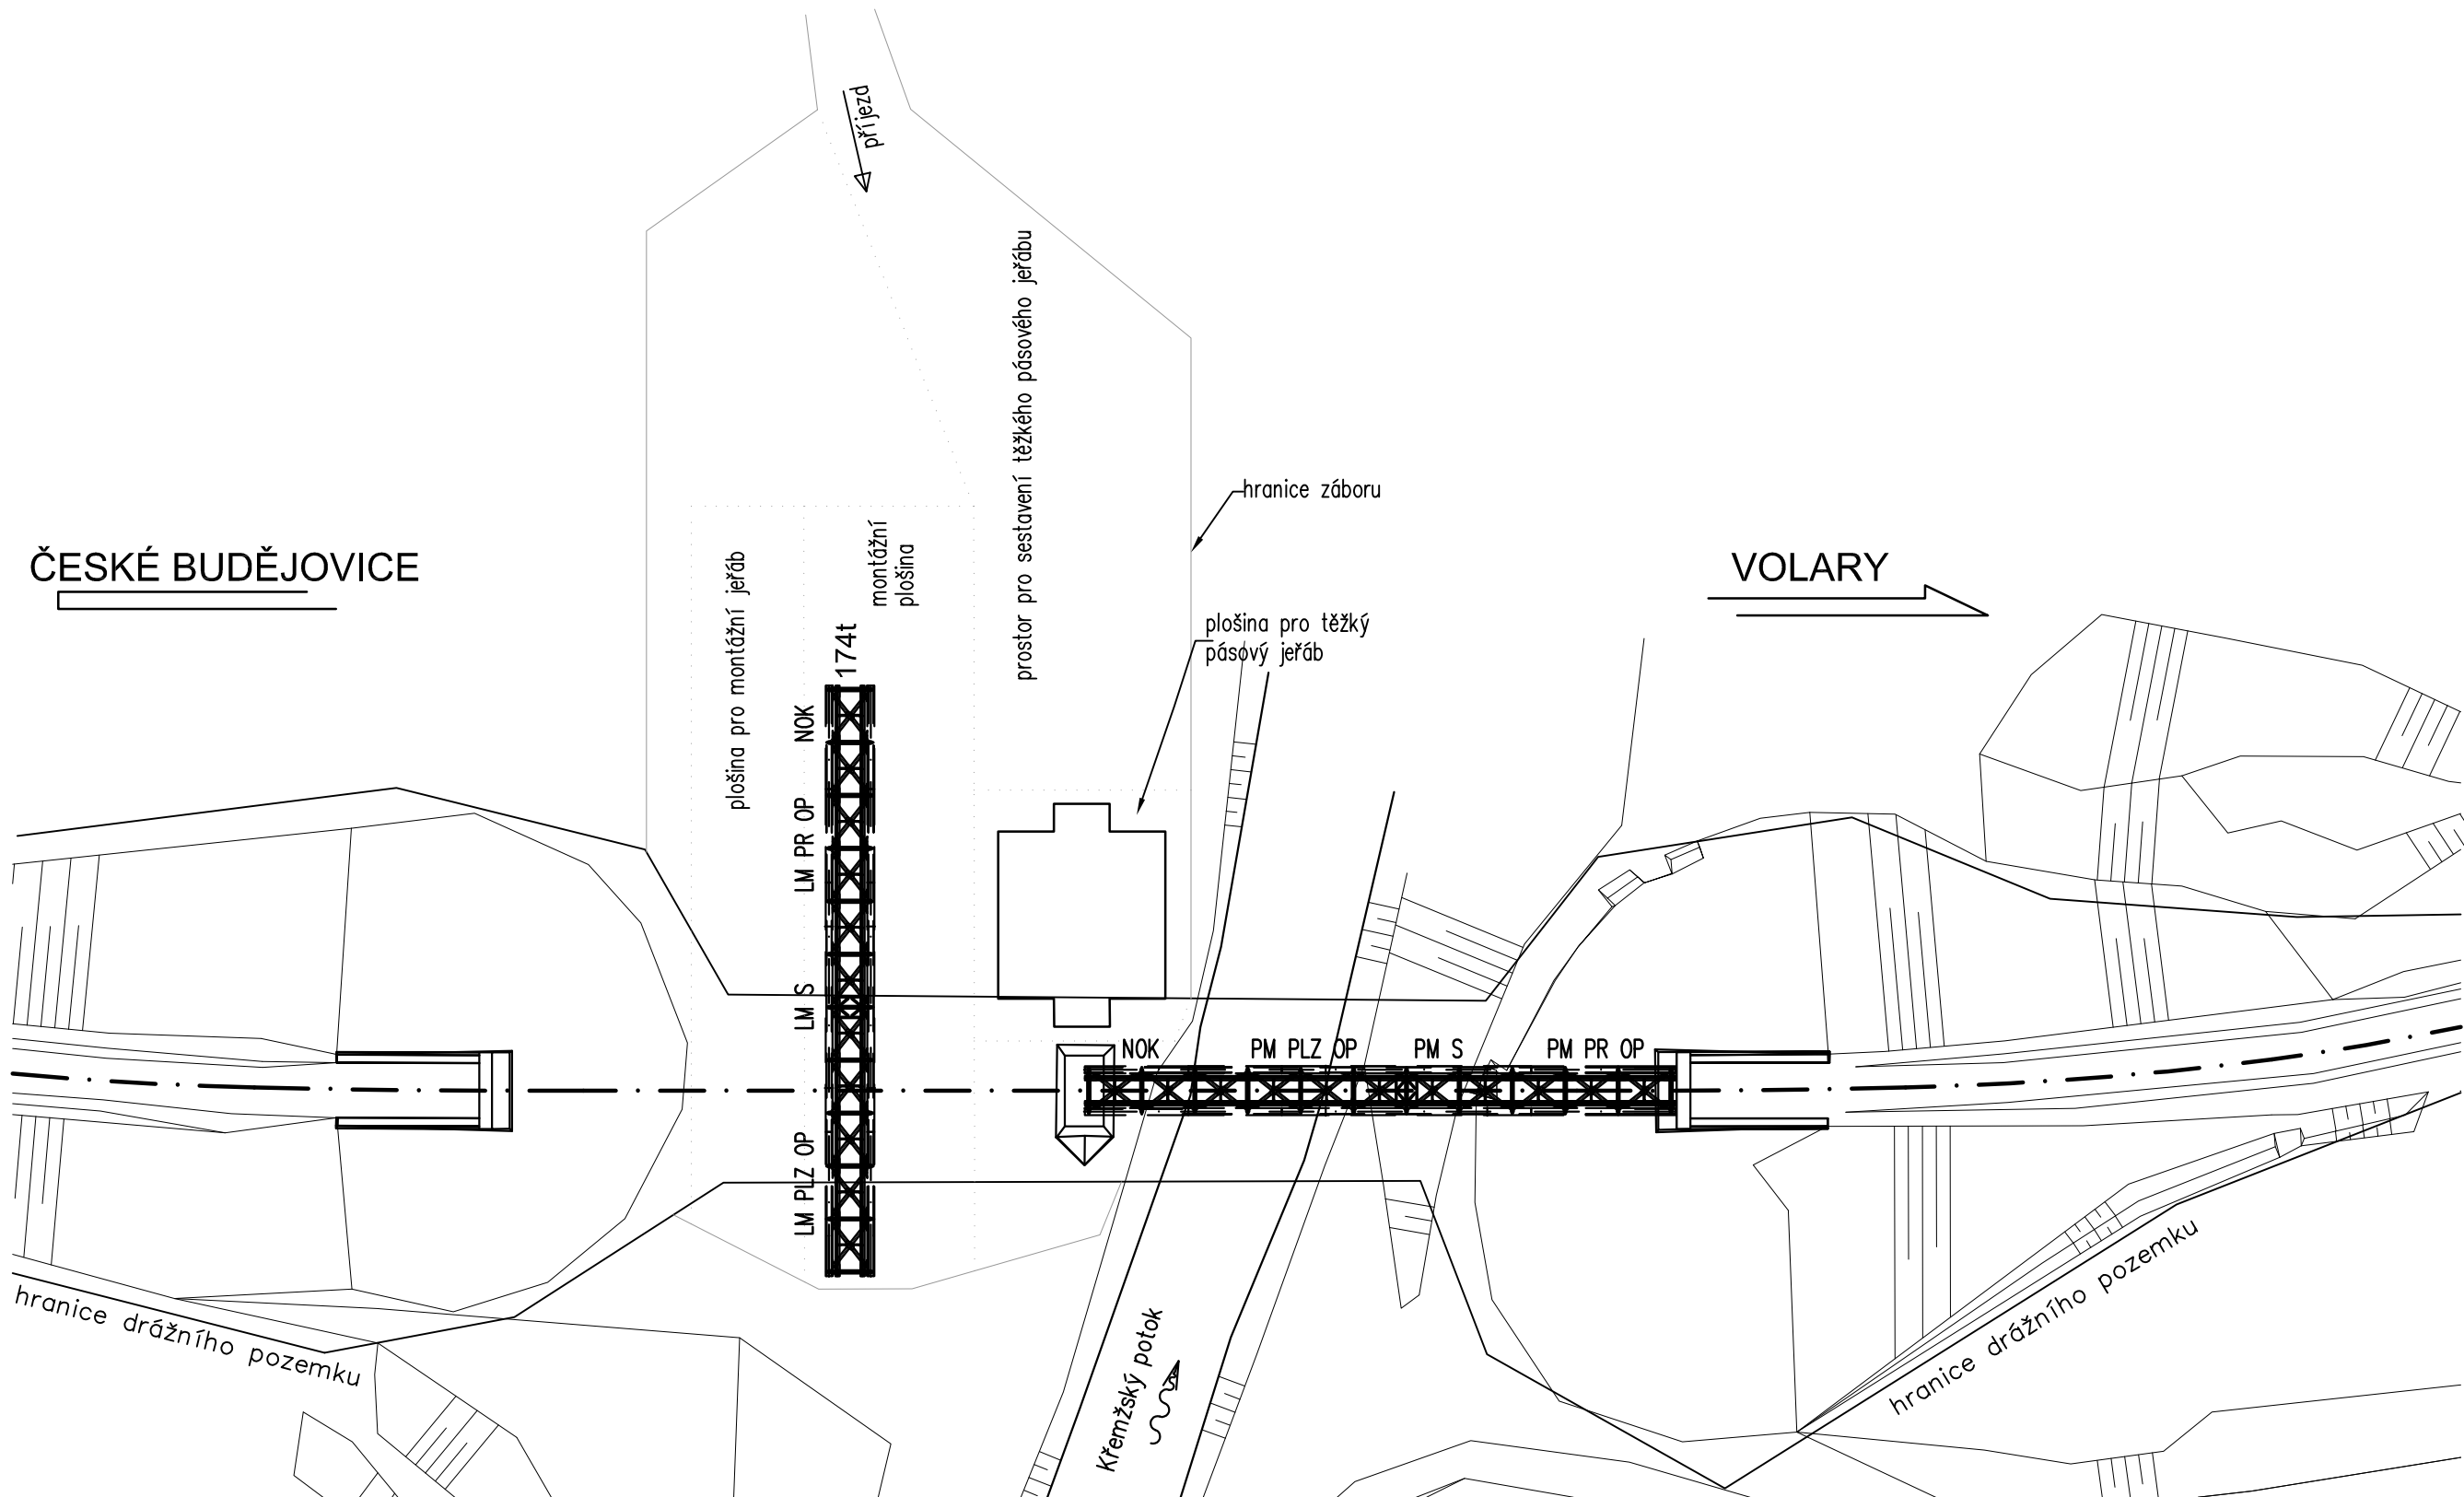 příjezd
prostor pro sestavení těžkého pásového jeřábu
hranice záboru
ČESKÉ BUDĚJOVICE
VOLARY
plošina pro montážní jeřáb
montážní
plošina
174t
plošina pro těžký
pásový jeřáb
NOK
LM PR OP
LM S
LM PLZ OP
NOK
PM PLZ OP
PM S
PM PR OP
hranice drážního pozemku
Křemžský potok
hranice drážního pozemku